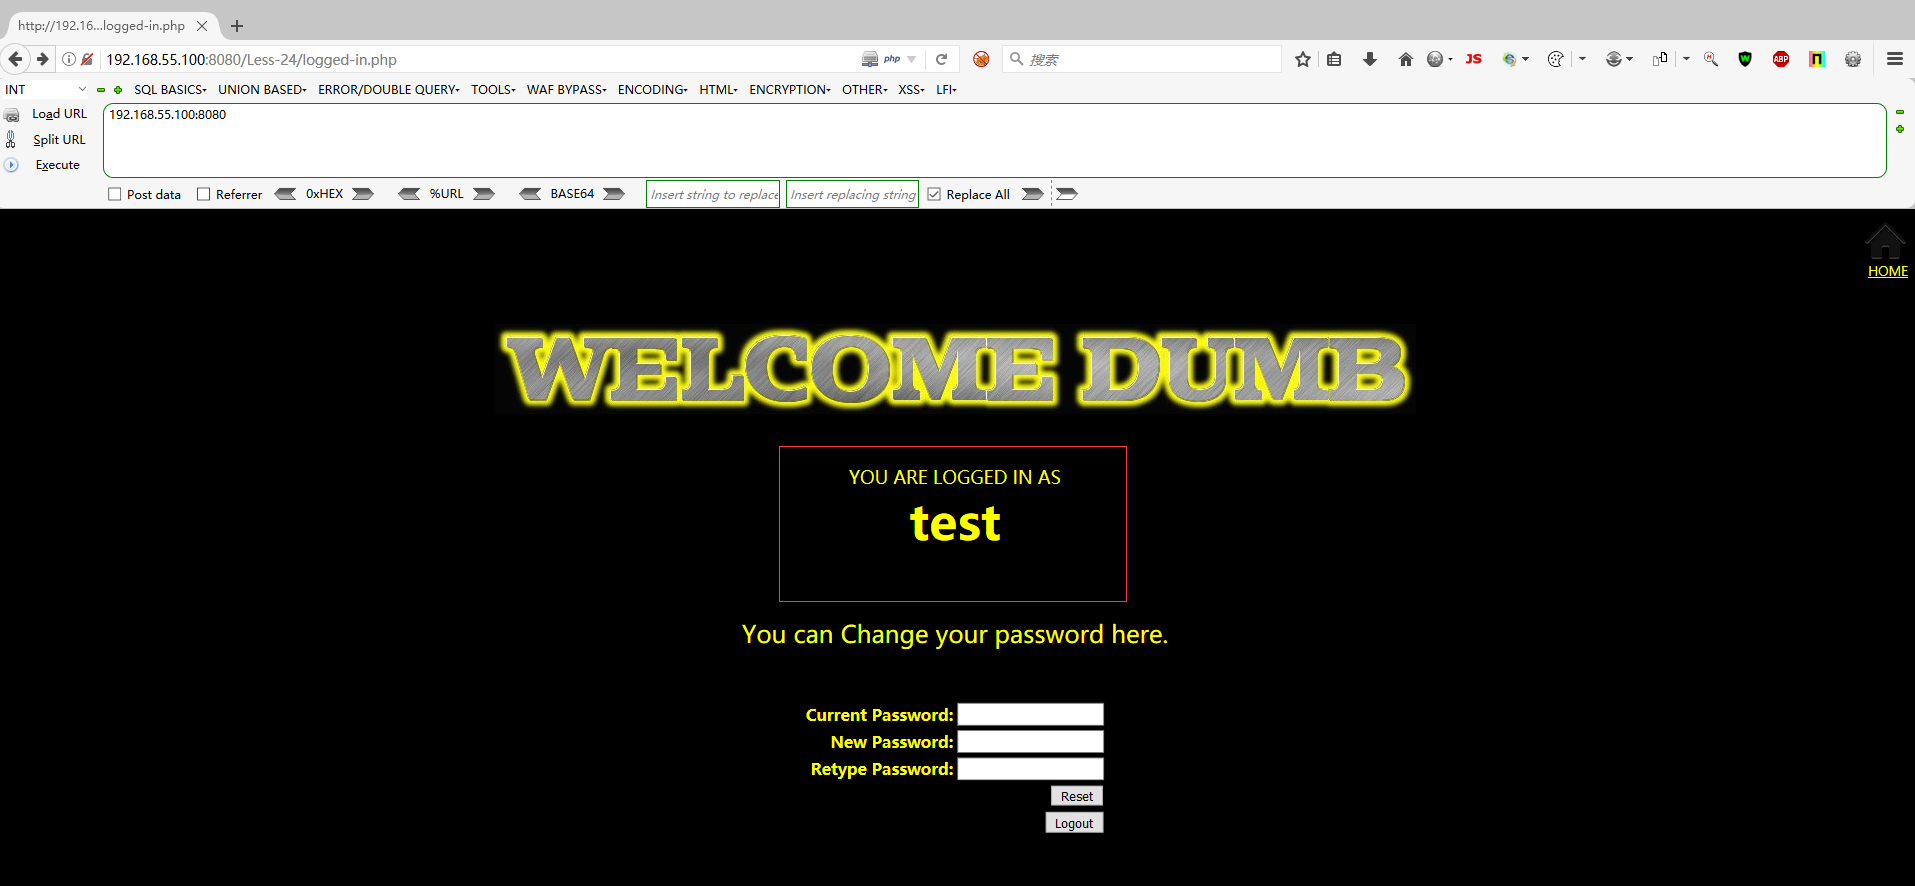 http://192.16...logged-in.php
192.168.55.100:8080/Less-24/logged-in.php
php
搜索
JS
ABP
INT
SQL BASICS
UNION BASED
ERROR/DOUBLE QUERY
TOOLS
WAF BYPASS
ENCODING
HTML
ENCRYPTION
OTHER
XSS
LFI
Load URL
192.168.55.100:8080
Split URL
Execute
Post data
Referrer
0xHEX
%URL
BASE64
Insert string to replace
Insert replacing string
Replace All
HOME
WELCOME DUMB
YOU ARE LOGGED IN AS
test
You can Change your password here.
Current Password:
New Password:
Retype Password:
Reset
Logout